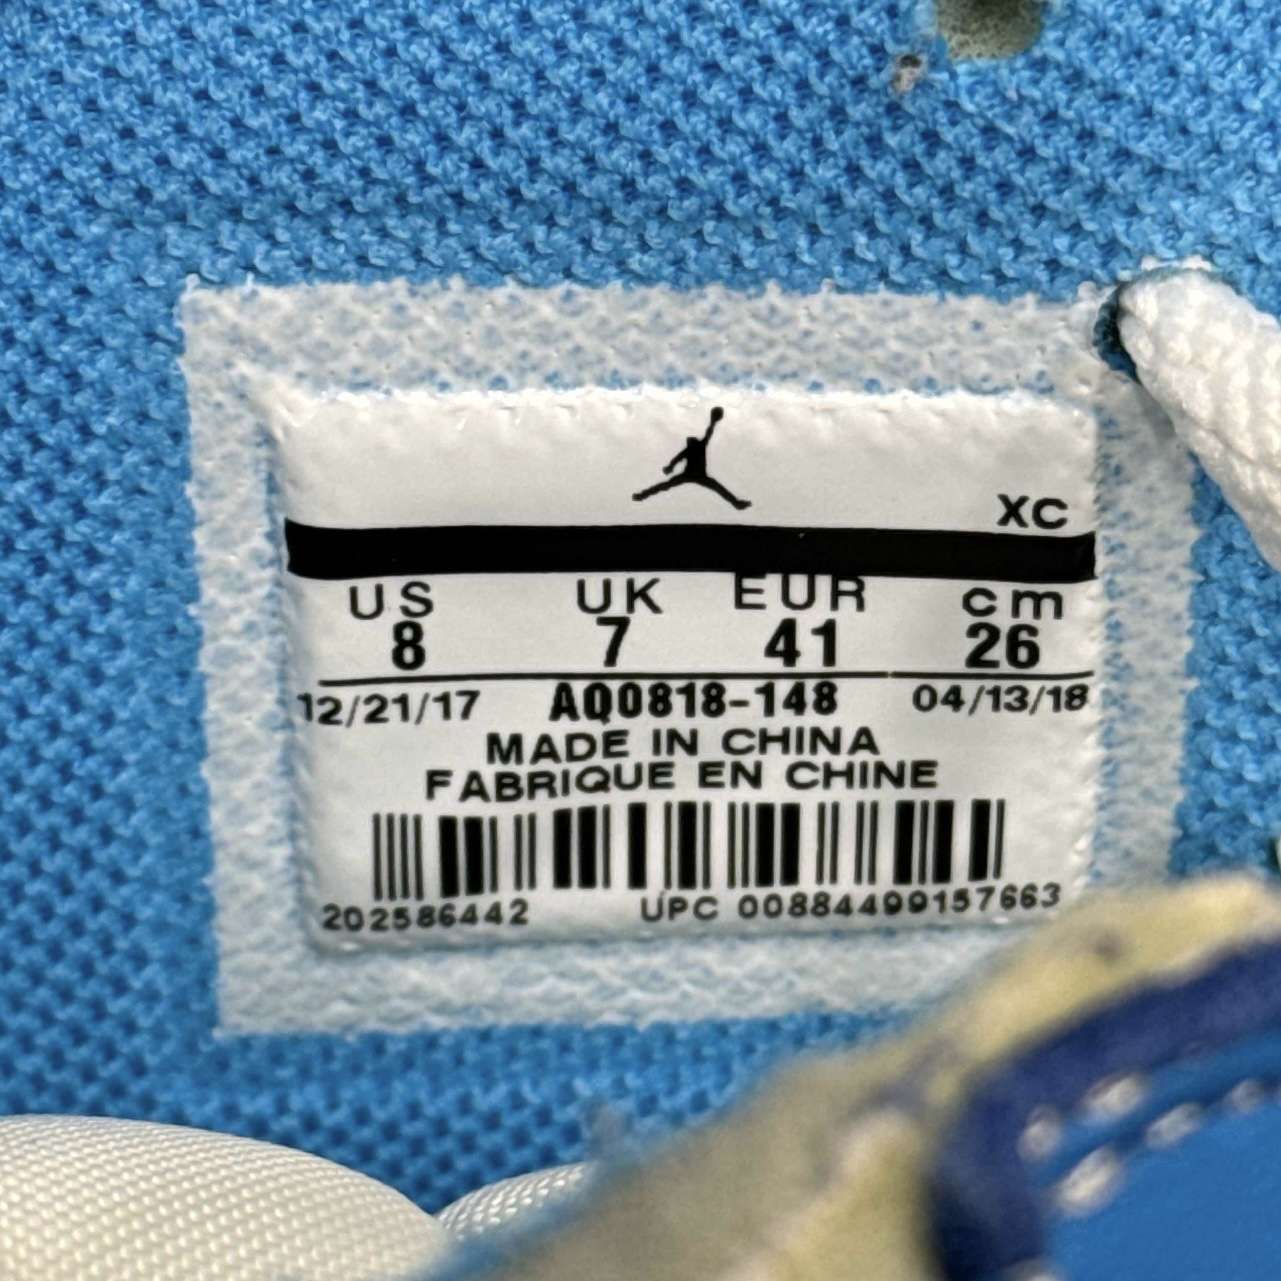 XC
US UK EUR cm
8 7 41 26
12/21/17 AQ0818-148 04/13/18
MADE IN CHINA
FABRIQUE EN CHINE
202586442 UPC 00884499157663